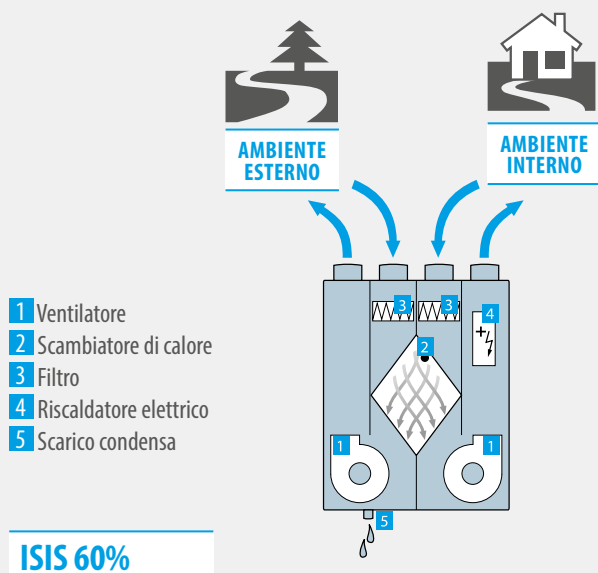 AMBIENTE
ESTERNO
AMBIENTE
INTERNO
1 Ventilatore
2 Scambiatore di calore
3 Filtro
4 Riscaldatore elettrico
5 Scarico condensa
3 3 4
2
1 1
5
ISIS 60%